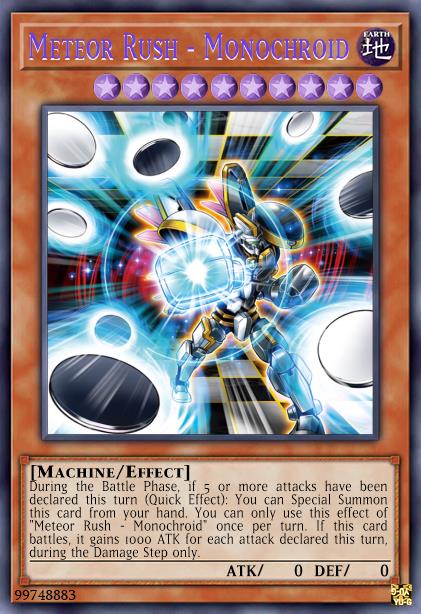 Meteor Rush - Monochroid
EARTH
地
[Machine/Effect]
During the Battle Phase, if 5 or more attacks have been
declared this turn (Quick Effect): You can Special Summon
this card from your hand. You can only use this effect of
"Meteor Rush - Monochroid" once per turn. If this card
battles, it gains 1000 ATK for each attack declared this turn,
during the Damage Step only.
ATK/ 0 DEF/ 0
99748883